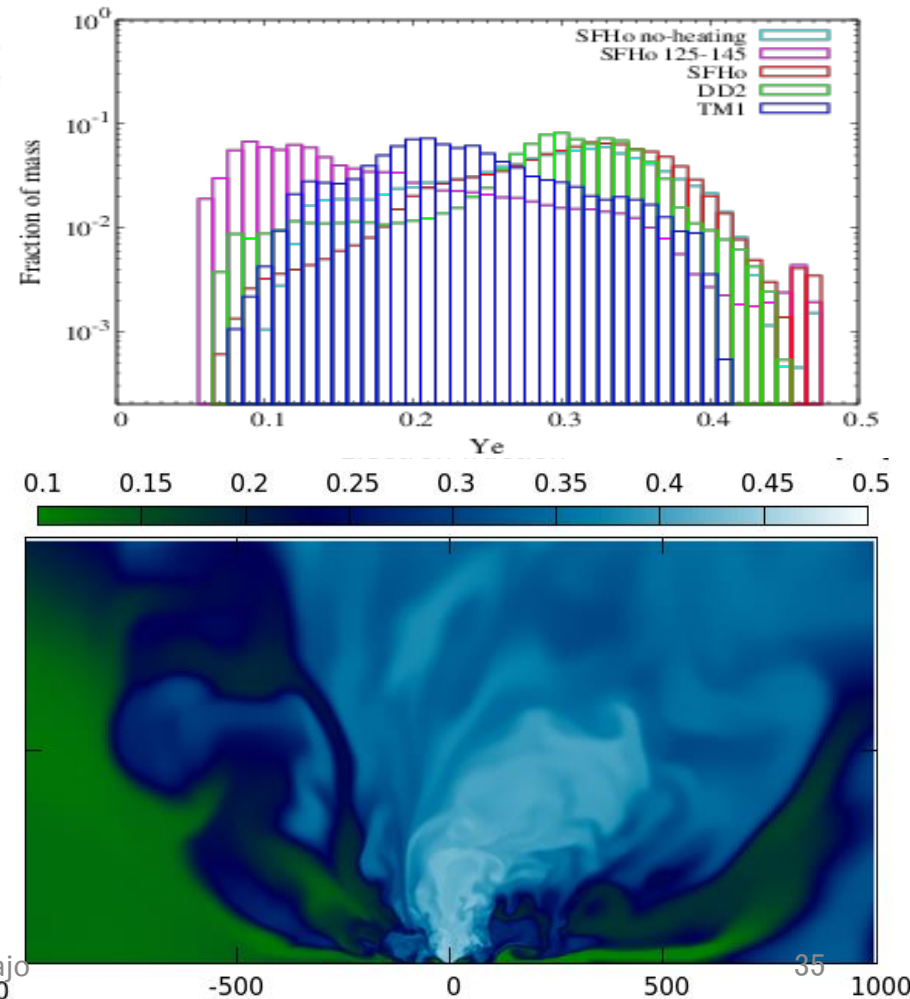 10⁰
SFHo no-heating
SFHo 125-145
SFHo
DD2
TM1
10⁻¹
Fraction of mass
10⁻²
10⁻³
0 0.1 0.2 0.3 0.4 0.5
Ye
0.1 0.15 0.2 0.25 0.3 0.35 0.4 0.45 0.5
ajo
35
0 -500 0 500 1000